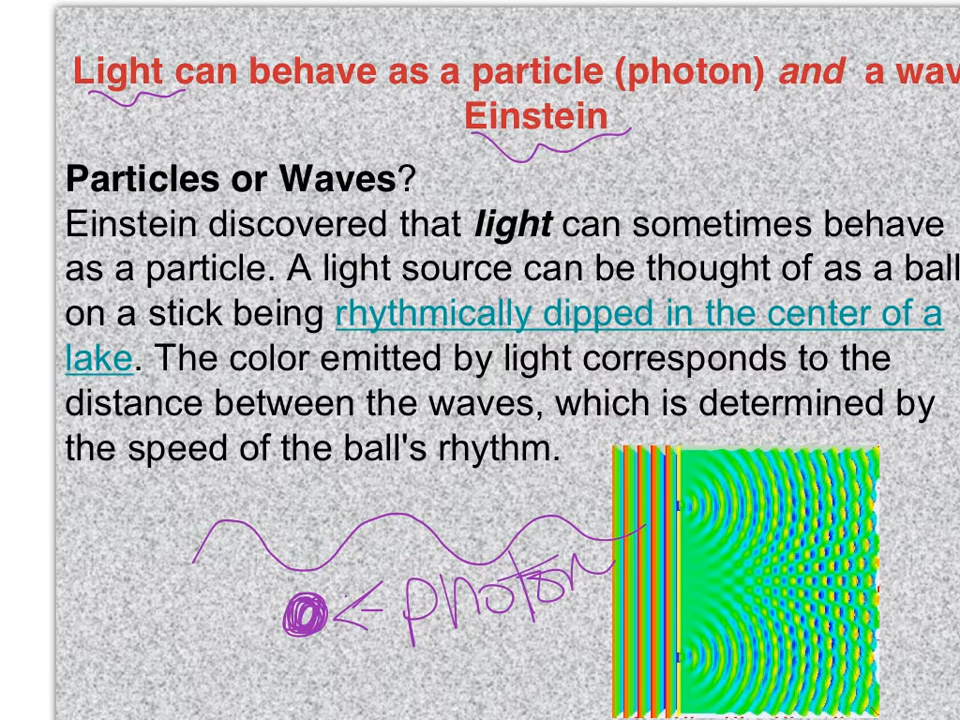 Light can behave as a particle (photon) and a wav
Einstein
Particles or Waves?
Einstein discovered that light can sometimes behave
as a particle. A light source can be thought of as a ball
on a stick being rhythmically dipped in the center of a
lake. The color emitted by light corresponds to the
distance between the waves, which is determined by
the speed of the ball's rhythm.
photon